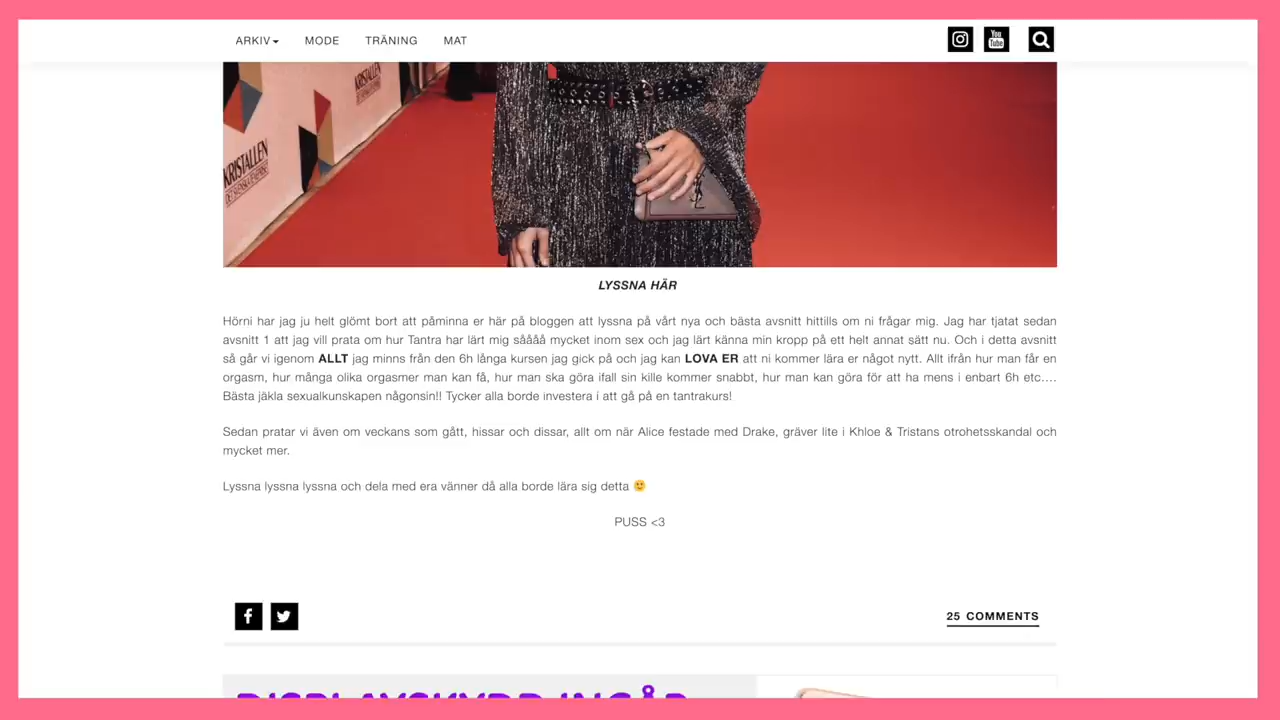 ARKIV MODE TRÄNING MAT
You
Tube
KRISTALLEN
KRISTALLEN
LYSSNA HÄR
Hörni har jag ju helt glömt bort att påminna er här på bloggen att lyssna på vårt nya och bästa avsnitt hittills om ni frågar mig. Jag har tjatat sedan
avsnitt 1 att jag vill prata om hur Tantra har lärt mig såååå mycket inom sex och jag lärt känna min kropp på ett helt annat sätt nu. Och i detta avsnitt
så går vi igenom ALLT jag minns från den 6h långa kursen jag gick på och jag kan LOVA ER att ni kommer lära er något nytt. Allt ifrån hur man får en
orgasm, hur många olika orgasmer man kan få, hur man ska göra ifall sin kille kommer snabbt, hur man kan göra för att ha mens i enbart 6h etc….
Bästa jäkla sexualkunskapen någonsin!! Tycker alla borde investera i att gå på en tantrakurs!
Sedan pratar vi även om veckans som gått, hissar och dissar, allt om när Alice festade med Drake, gräver lite i Khloe & Tristans otrohetsskandal och
mycket mer.
Lyssna lyssna lyssna och dela med era vänner då alla borde lära sig detta 🙂
PUSS <3
25 COMMENTS
DISPLAYSKYDD INGÅR